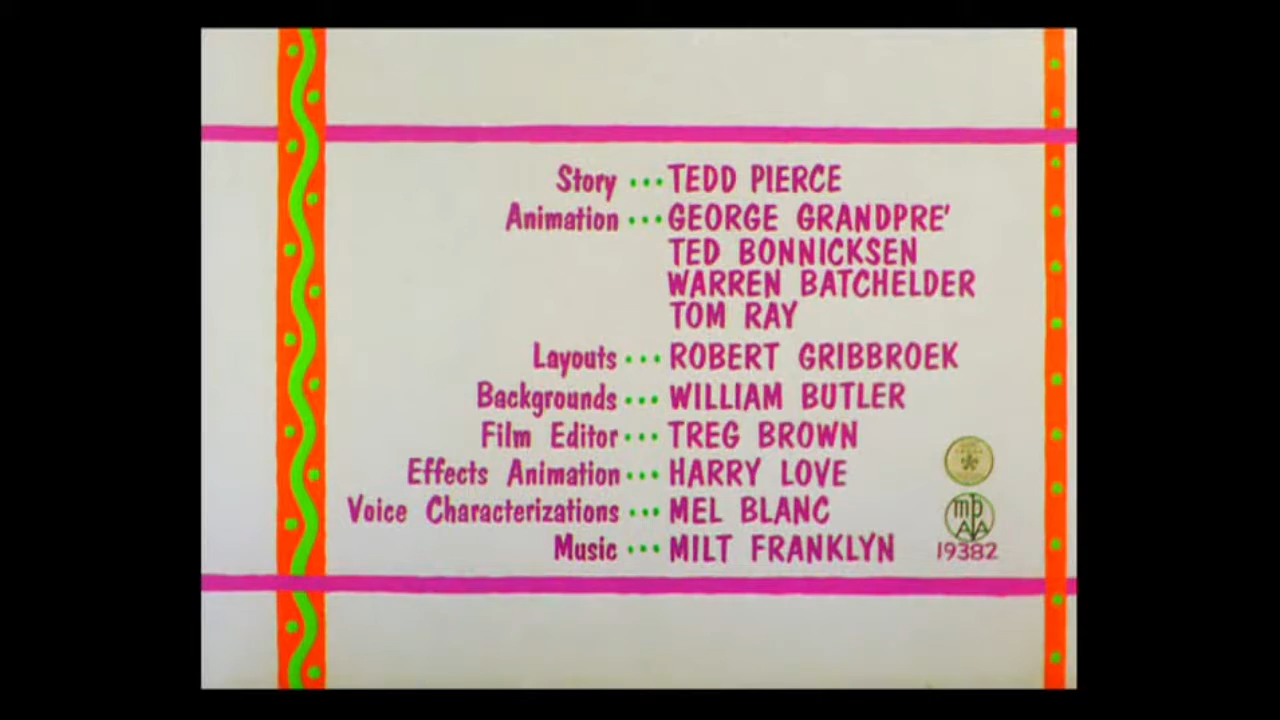 Story ... TEDD PIERCE
Animation ... GEORGE GRANDPRE'
TED BONNICKSEN
WARREN BATCHELDER
TOM RAY
Layouts ... ROBERT GRIBBROEK
Backgrounds ... WILLIAM BUTLER
Film Editor ... TREG BROWN
Effects Animation ... HARRY LOVE
Voice Characterizations ... MEL BLANC
Music ... MILT FRANKLYN
mpAA
19382